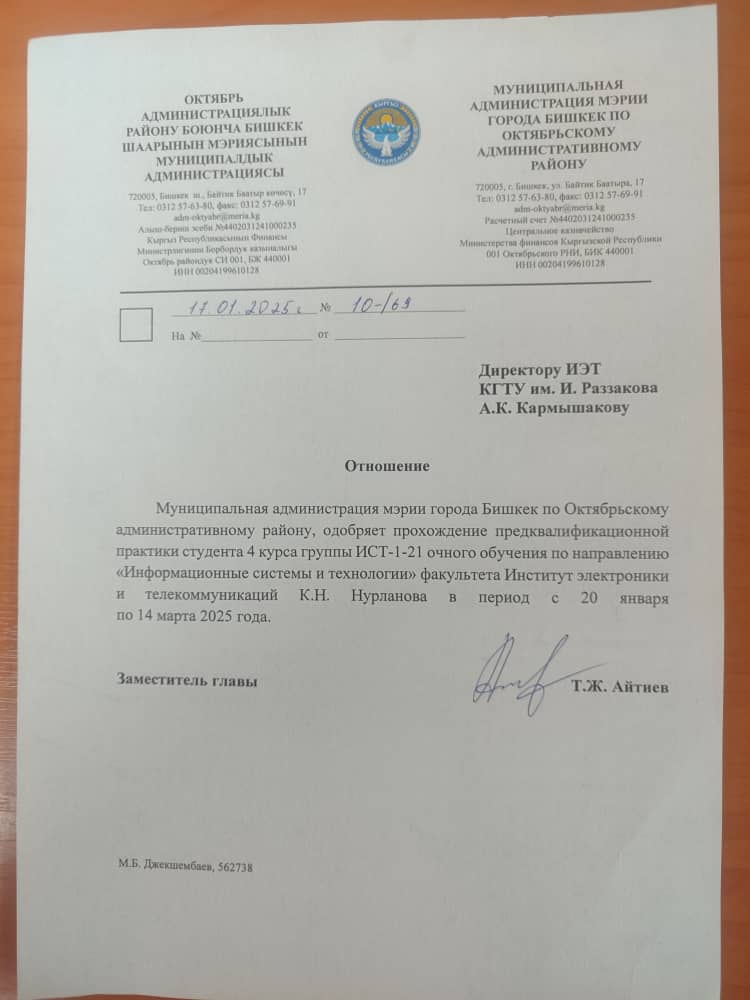 ОКТЯБРЬ
АДМИНИСТРАЦИЯЛЫК
РАЙОНУ БОЮНЧА БИШКЕК
ШААРЫНЫН МЭРИЯСЫНЫН
МУНИЦИПАЛДЫК
АДМИНИСТРАЦИЯСЫ
720005, Бишкек ш., Байтик Баатыр көчөсү, 17
Тел: 0312 57-63-80, факс: 0312 57-69-91
adm-oktyabr@meria.kg
Алыш-бериш эсеби №4402031241000235
Кыргыз Республикасынын Финансы
Министрлигинин Борбордук казыналыгы
Октябрь райондук СИ 001, БЖ 440001
ИНН 00204199610128
МУНИЦИПАЛЬНАЯ
АДМИНИСТРАЦИЯ МЭРИИ
ГОРОДА БИШКЕК ПО
ОКТЯБРЬСКОМУ
АДМИНИСТРАТИВНОМУ
РАЙОНУ
720005, г. Бишкек, ул. Байтик Баатыра, 17
Тел: 0312 57-63-80, факс: 0312 57-69-91
adm-oktyabr@meria.kg
Расчетный счет №4402031241000235
Центральное казначейство
Министерства финансов Кыргызской Республики
001 Октябрьского РНИ, БИК 440001
ИНН 00204199610128
17.01.2025г. № 10-/69
На № от
Директору ИЭТ
КГТУ им. И. Раззакова
А.К. Кармышакову
Отношение
Муниципальная администрация мэрии города Бишкек по Октябрьскому
административному району, одобряет прохождение предквалификационной
практики студента 4 курса группы ИСТ-1-21 очного обучения по направлению
«Информационные системы и технологии» факультета Институт электроники
и телекоммуникаций К.Н. Нурланова в период с 20 января
по 14 марта 2025 года.
Заместитель главы Т.Ж. Айтиев
М.Б. Джекшембаев, 562738